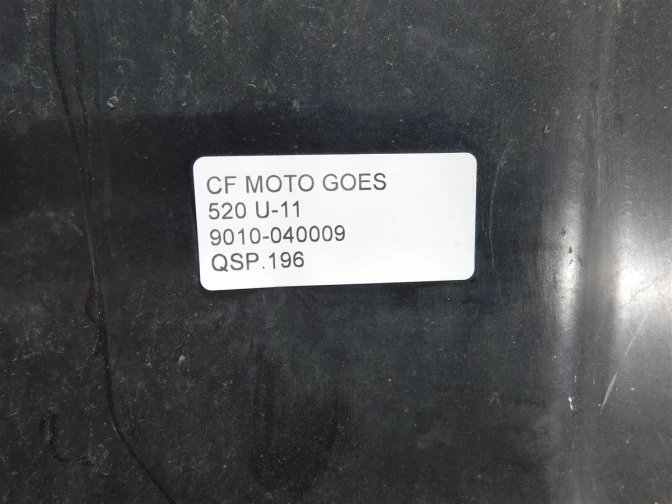 CF MOTO GOES
520 U-11
9010-040009
QSP.196